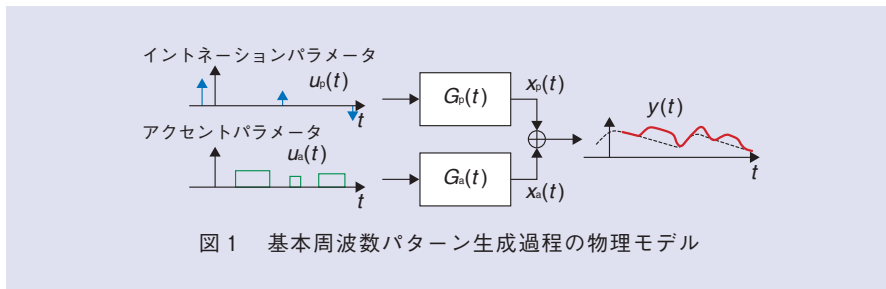 イントネーションパラメータ
up(t)
t
Gp(t)
xp(t)
y(t)
t
アクセントパラメータ
ua(t)
t
Ga(t)
xa(t)
図1 基本周波数パターン生成過程の物理モデル